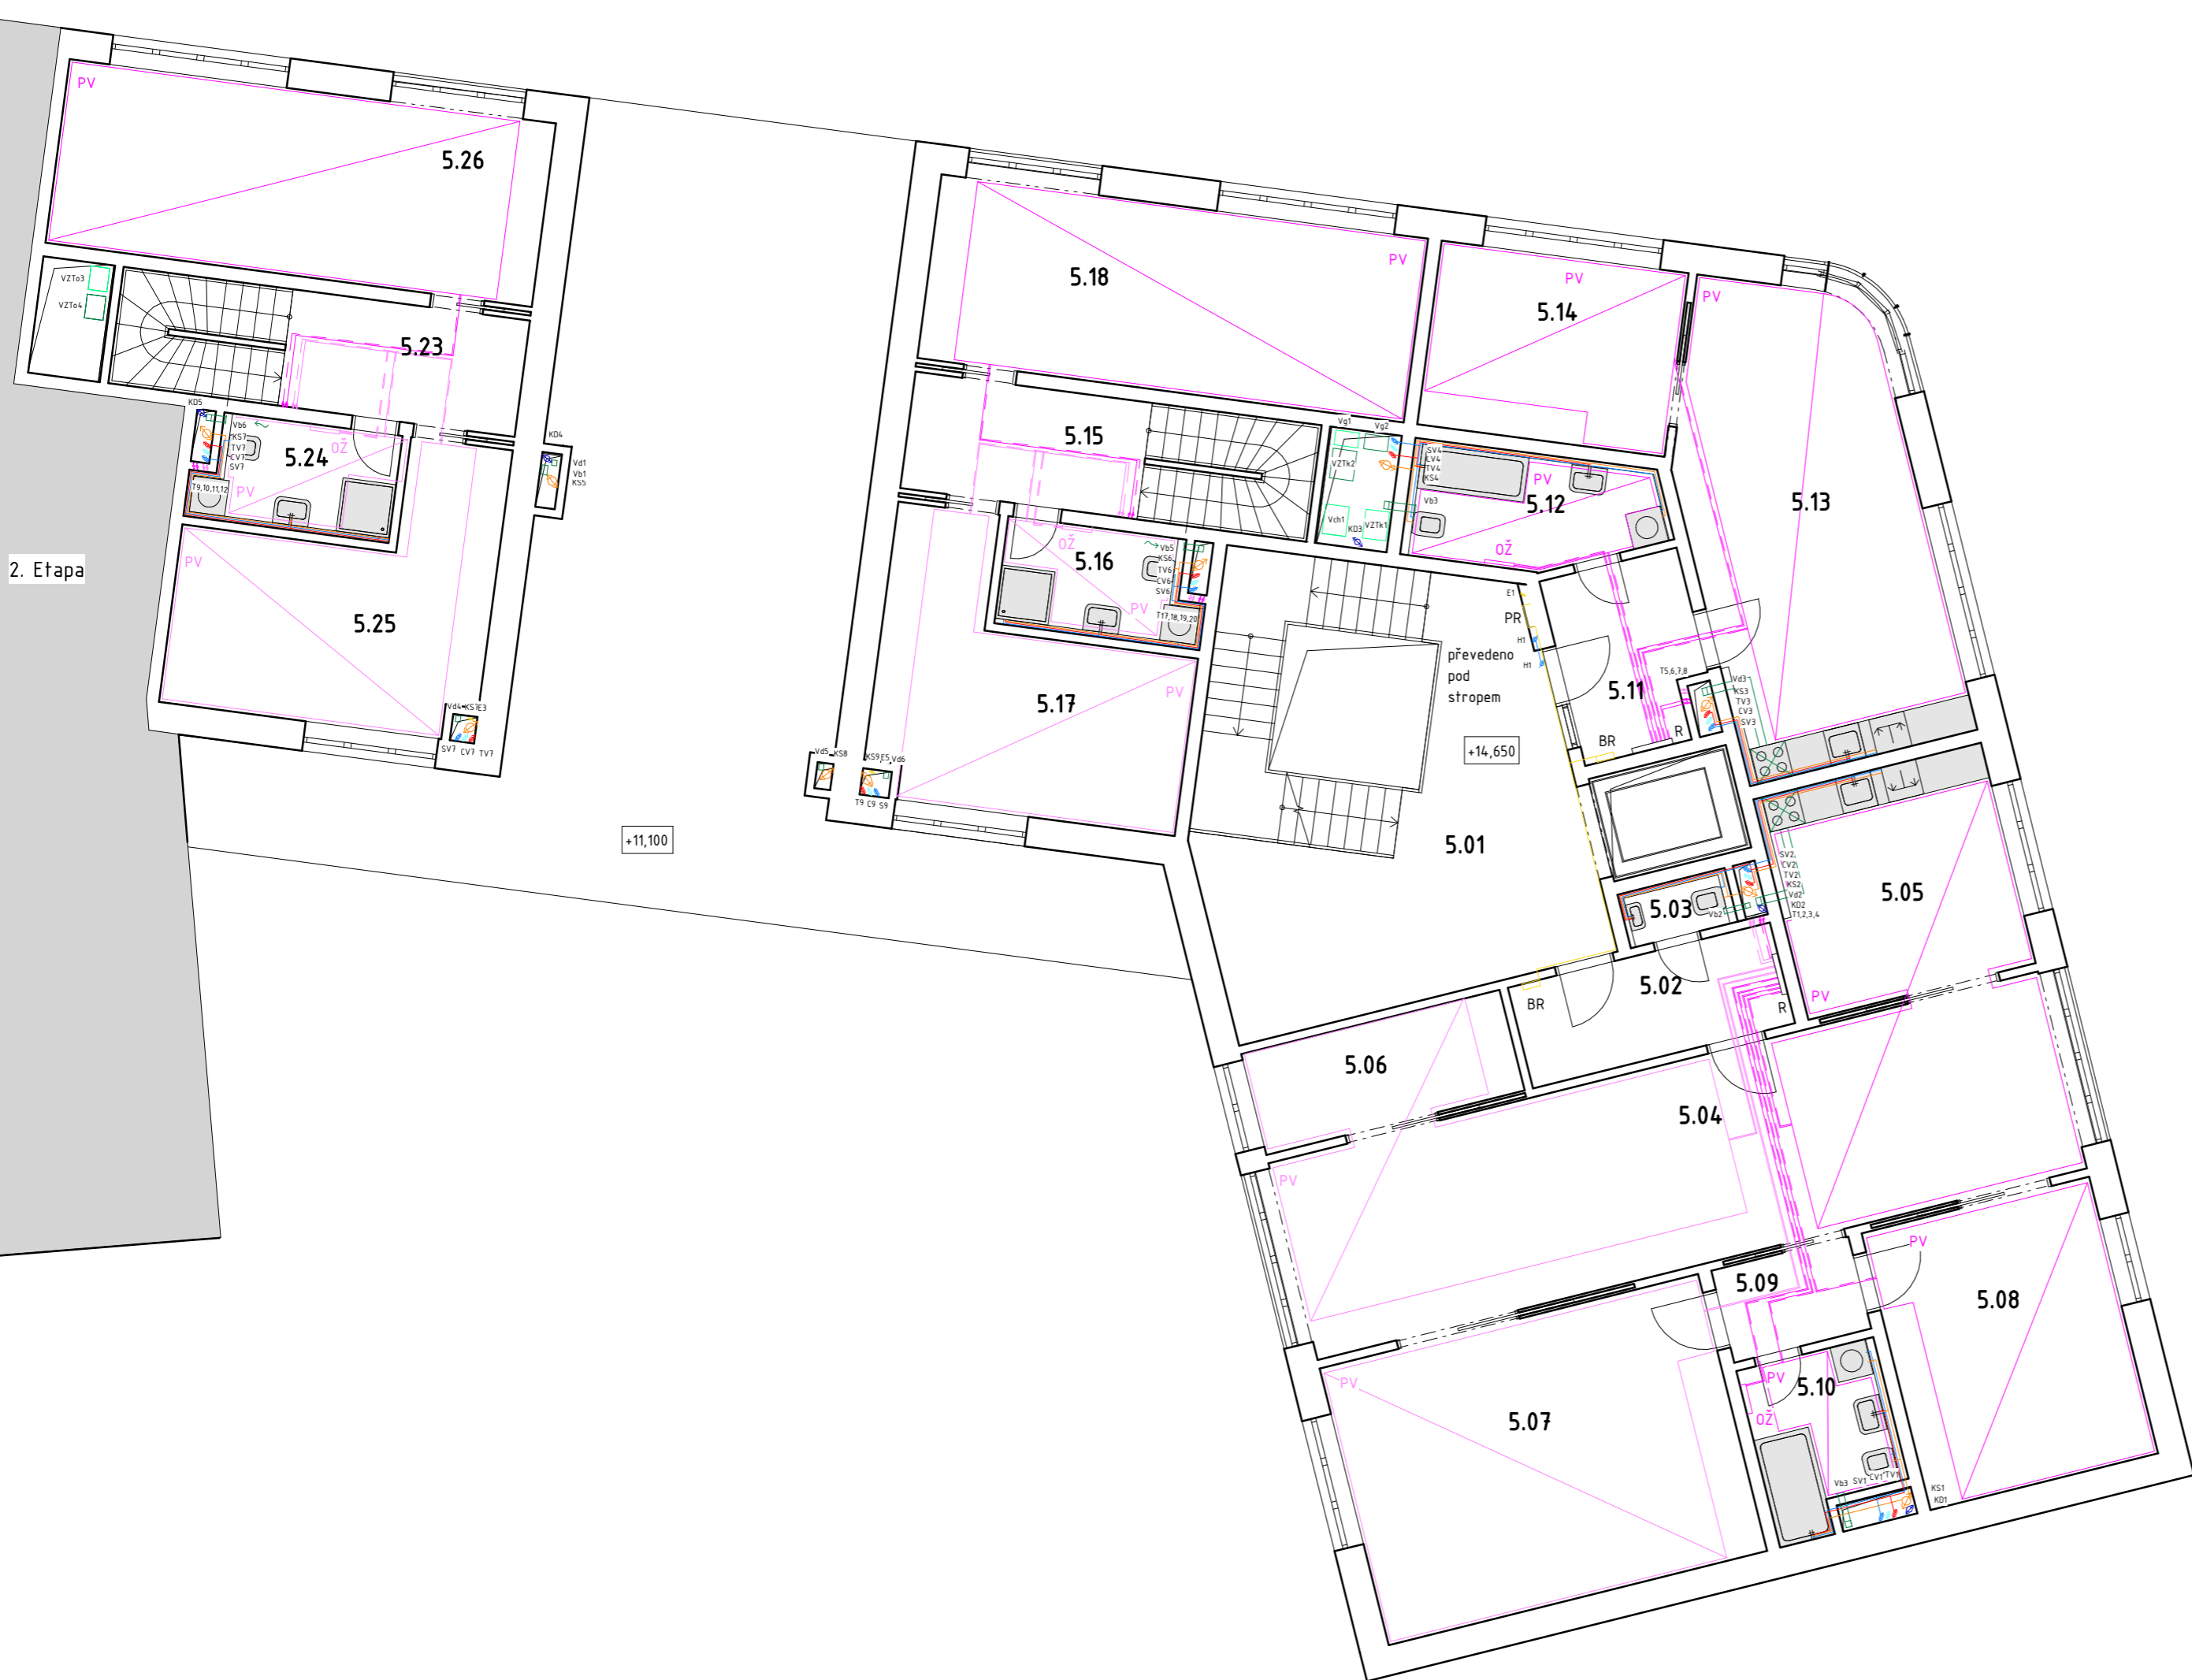 PV
5.26
VZTo3
VZTo4
5.23
KD5
Vb6
KS7
TV7
CV7
SV7
OŽ
5.24
PV
T9,10,11,12
KD4
Vd1
Vb1
KS5
2. Etapa
PV
5.25
Vd4
KS7
E3
SV7
CV7
TV7
+11,100
5.18
PV
5.15
Vg1
Vg2
VZTk2
Vch1
KD3
VZTk1
OŽ
5.16
Vb5
KS6
TV6
CV6
SV6
PV
T17,18,19,20
5.17
PV
Vd5
KS8
KS9
E5
Vd6
T9
C9
S9
PV
5.14
PV
5.13
SV4
CV4
TV4
KS4
Vb3
PV
5.12
OŽ
E1
PR
H1
H1
převedeno
pod
stropem
+14,650
T5,6,7,8
5.11
Vd3
KS3
TV3
CV3
SV3
R
BR
5.01
5.03
Vb2
SV2,
CV2
TV2
KS2
Vd2
KD2
T1,2,3,4
5.05
PV
5.02
R
BR
5.06
5.04
PV
5.09
PV
5.08
PV
5.07
PV
5.10
OŽ
Vb3
SV1
CV1
TV1
KS1
KD1